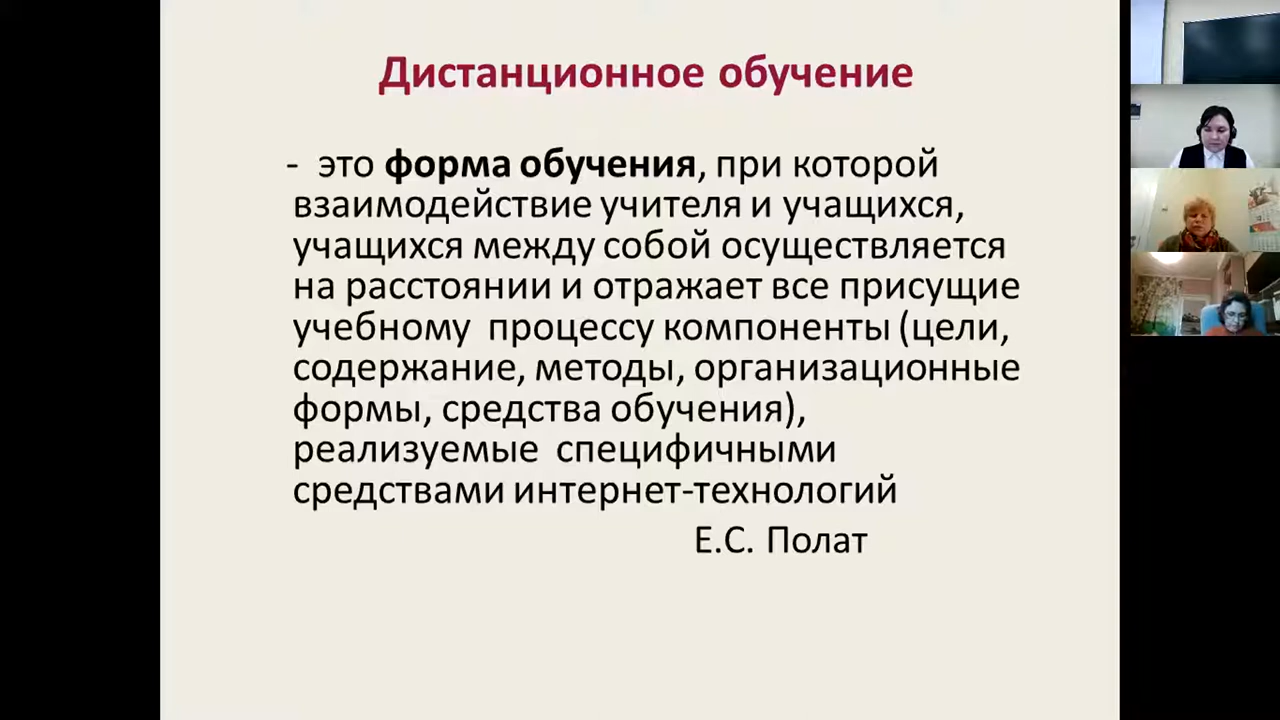 Дистанционное обучение
- это форма обучения, при которой
взаимодействие учителя и учащихся,
учащихся между собой осуществляется
на расстоянии и отражает все присущие
учебному процессу компоненты (цели,
содержание, методы, организационные
формы, средства обучения),
реализуемые специфичными
средствами интернет-технологий
Е.С. Полат